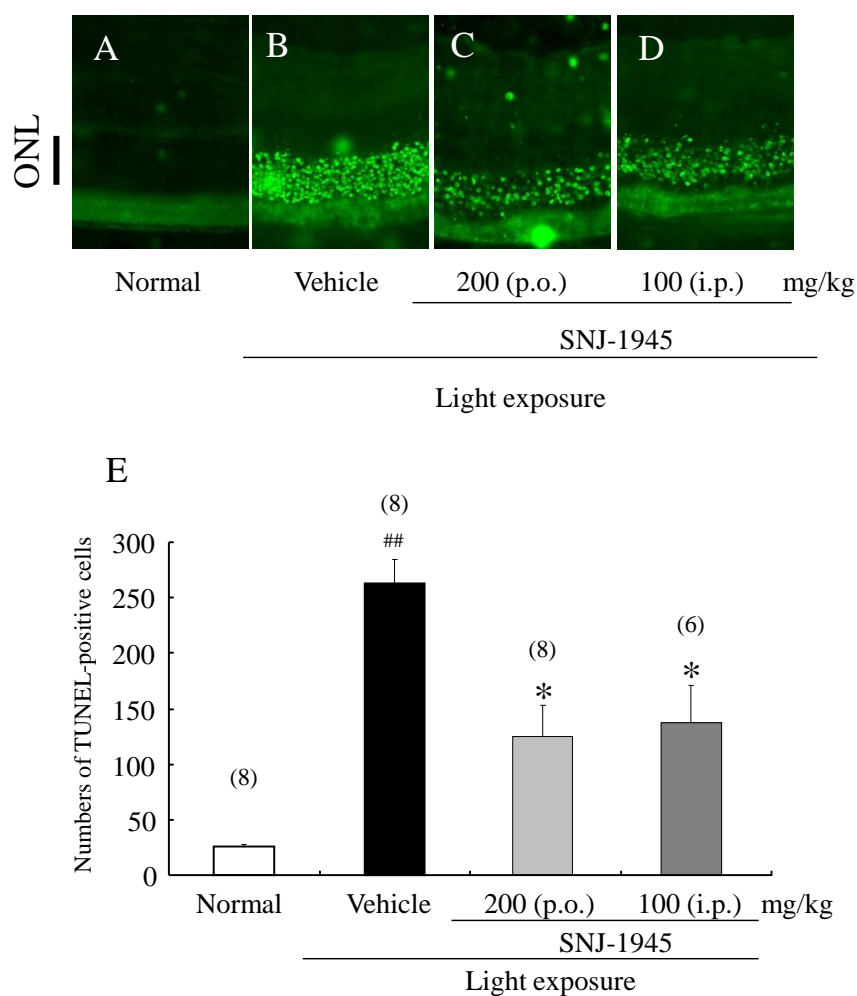 A B C D
ONL
Normal Vehicle 200 (p.o.) 100 (i.p.) mg/kg
SNJ-1945
Light exposure
E
Numbers of TUNEL-positive cells
300
250
200
150
100
50
0
(8)
(8)
##
(8)
*
(6)
*
Normal Vehicle 200 (p.o.) 100 (i.p.) mg/kg
SNJ-1945
Light exposure